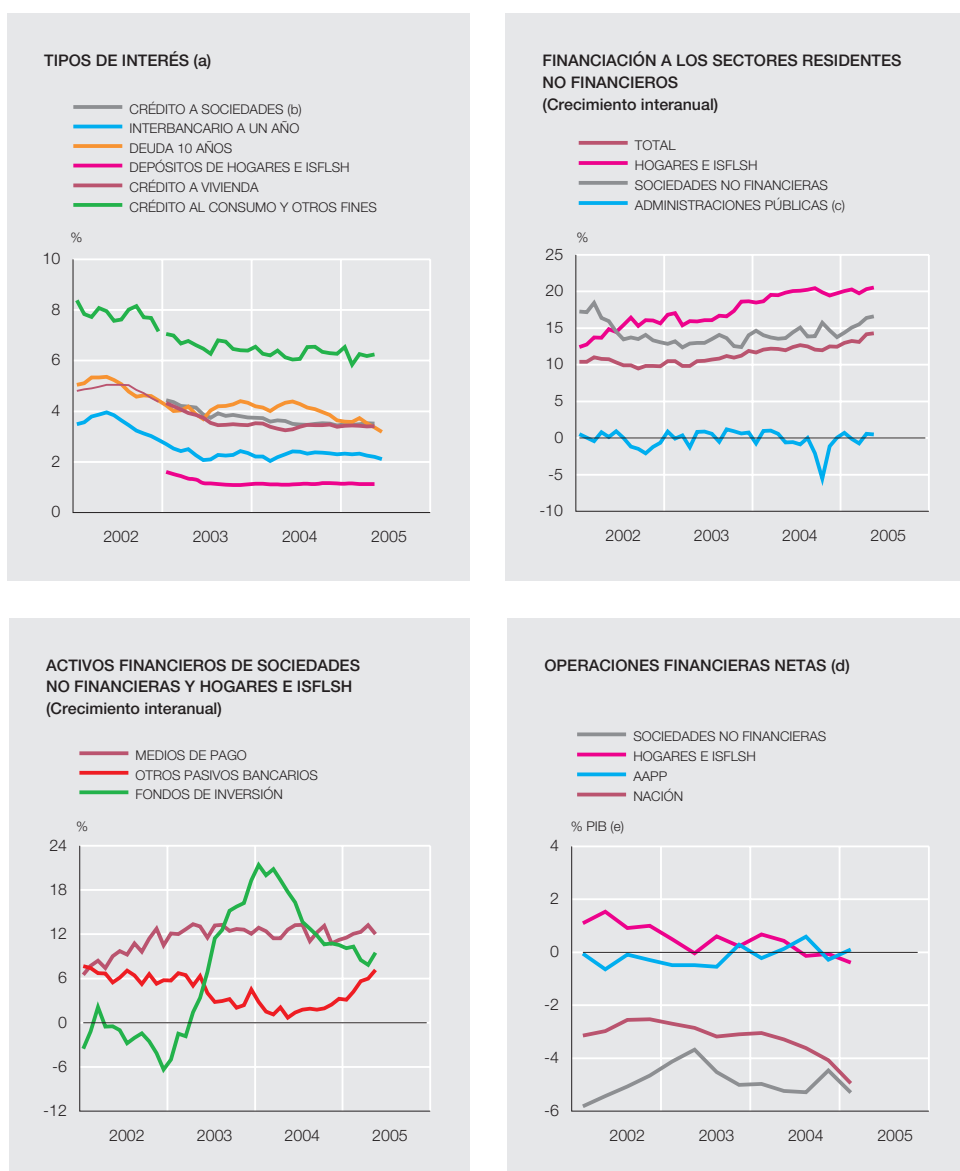 TIPOS DE INTERÉS (a)
CRÉDITO A SOCIEDADES (b)
INTERBANCARIO A UN AÑO
DEUDA 10 AÑOS
DEPÓSITOS DE HOGARES E ISFLSH
CRÉDITO A VIVIENDA
CRÉDITO AL CONSUMO Y OTROS FINES
%
10
8
6
4
2
0
2002 2003 2004 2005
FINANCIACIÓN A LOS SECTORES RESIDENTES
NO FINANCIEROS
(Crecimiento interanual)
TOTAL
HOGARES E ISFLSH
SOCIEDADES NO FINANCIERAS
ADMINISTRACIONES PÚBLICAS (c)
%
25
20
15
10
5
0
-5
-10
2002 2003 2004 2005
ACTIVOS FINANCIEROS DE SOCIEDADES
NO FINANCIERAS Y HOGARES E ISFLSH
(Crecimiento interanual)
MEDIOS DE PAGO
OTROS PASIVOS BANCARIOS
FONDOS DE INVERSIÓN
%
24
18
12
6
0
-6
-12
2002 2003 2004 2005
OPERACIONES FINANCIERAS NETAS (d)
SOCIEDADES NO FINANCIERAS
HOGARES E ISFLSH
AAPP
NACIÓN
% PIB (e)
4
2
0
-2
-4
-6
2002 2003 2004 2005